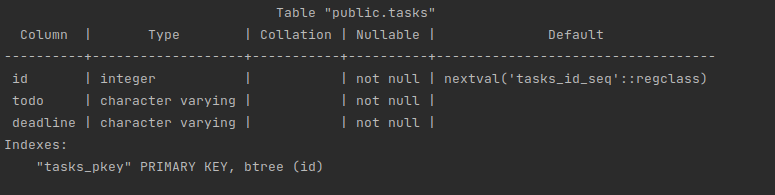 Table "public.tasks"
  Column  |       Type        | Collation | Nullable |              Default
----------+-------------------+-----------+----------+-----------------------------------
 id       | integer           |           | not null | nextval('tasks_id_seq'::regclass)
 todo     | character varying |           | not null |
 deadline | character varying |           | not null |
Indexes:
    "tasks_pkey" PRIMARY KEY, btree (id)